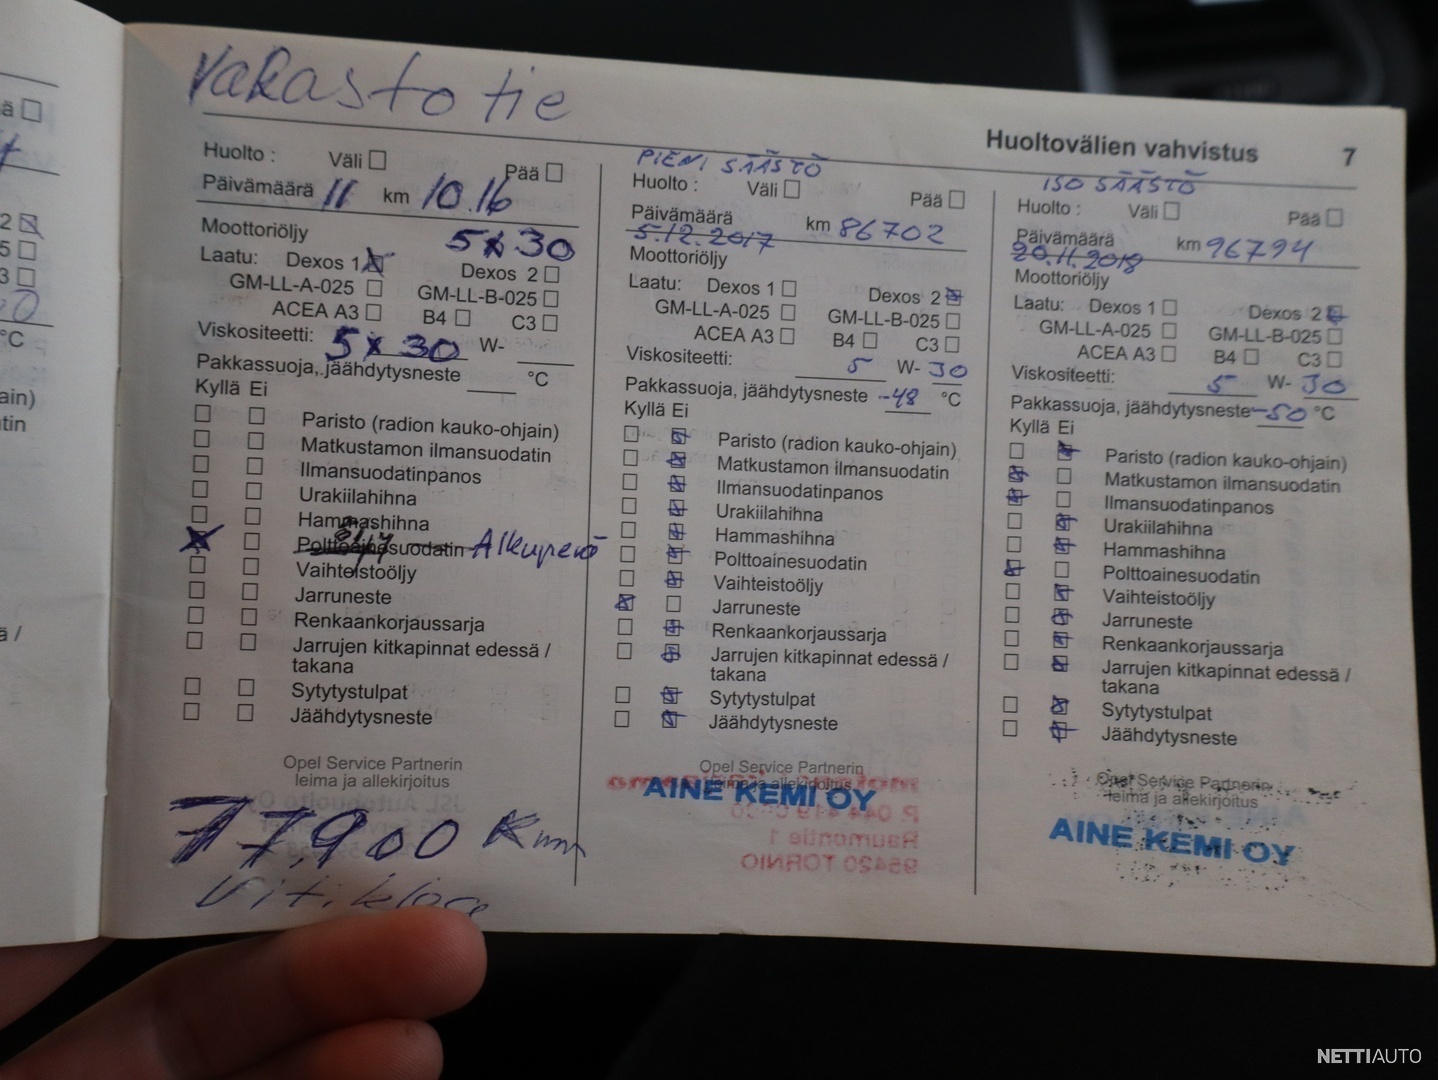 Vakastotie
Huoltovälien vahvistus 7
Huolto : Väli Pää
Päivämäärä 11 km 10.16
Moottoriöljy 5x30
Laatu: Dexos 1 Dexos 2
GM-LL-A-025 GM-LL-B-025
ACEA A3 B4 C3
Viskositeetti: 5x30 W-
Pakkassuoja, jäähdytysneste °C
Kyllä Ei
Paristo (radion kauko-ohjain)
Matkustamon ilmansuodatin
Ilmansuodatinpanos
Urakiilahihna
Hammashihna
Polttoainesuodatin Alkuperö
Vaihteistoöljy
Jarruneste
Renkaankorjaussarja
Jarrujen kitkapinnat edessä /
takana
Sytytystulpat
Jäähdytysneste
Opel Service Partnerin
leima ja allekirjoitus
77,900 Km
PIENI SÄÄSTÖ
Huolto : Väli Pää
Päivämäärä km 86702
5.12.2017
Moottoriöljy
Laatu: Dexos 1 Dexos 2
GM-LL-A-025 GM-LL-B-025
ACEA A3 B4 C3
Viskositeetti: 5 W- 30
Pakkassuoja, jäähdytysneste -48 °C
Kyllä Ei
Paristo (radion kauko-ohjain)
Matkustamon ilmansuodatin
Ilmansuodatinpanos
Urakiilahihna
Hammashihna
Polttoainesuodatin
Vaihteistoöljy
Jarruneste
Renkaankorjaussarja
Jarrujen kitkapinnat edessä /
takana
Sytytystulpat
Jäähdytysneste
Opel Service Partnerin
leima ja allekirjoitus
AINE KEMI OY
ISO SÄÄSTÖ
Huolto : Väli Pää
Päivämäärä km 96794
20.11.2018
Moottoriöljy
Laatu: Dexos 1 Dexos 2
GM-LL-A-025 GM-LL-B-025
ACEA A3 B4 C3
Viskositeetti: 5 W- 30
Pakkassuoja, jäähdytysneste -50 °C
Kyllä Ei
Paristo (radion kauko-ohjain)
Matkustamon ilmansuodatin
Ilmansuodatinpanos
Urakiilahihna
Hammashihna
Polttoainesuodatin
Vaihteistoöljy
Jarruneste
Renkaankorjaussarja
Jarrujen kitkapinnat edessä /
takana
Sytytystulpat
Jäähdytysneste
Opel Service Partnerin
leima ja allekirjoitus
AINE KEMI OY
NETTIAUTO